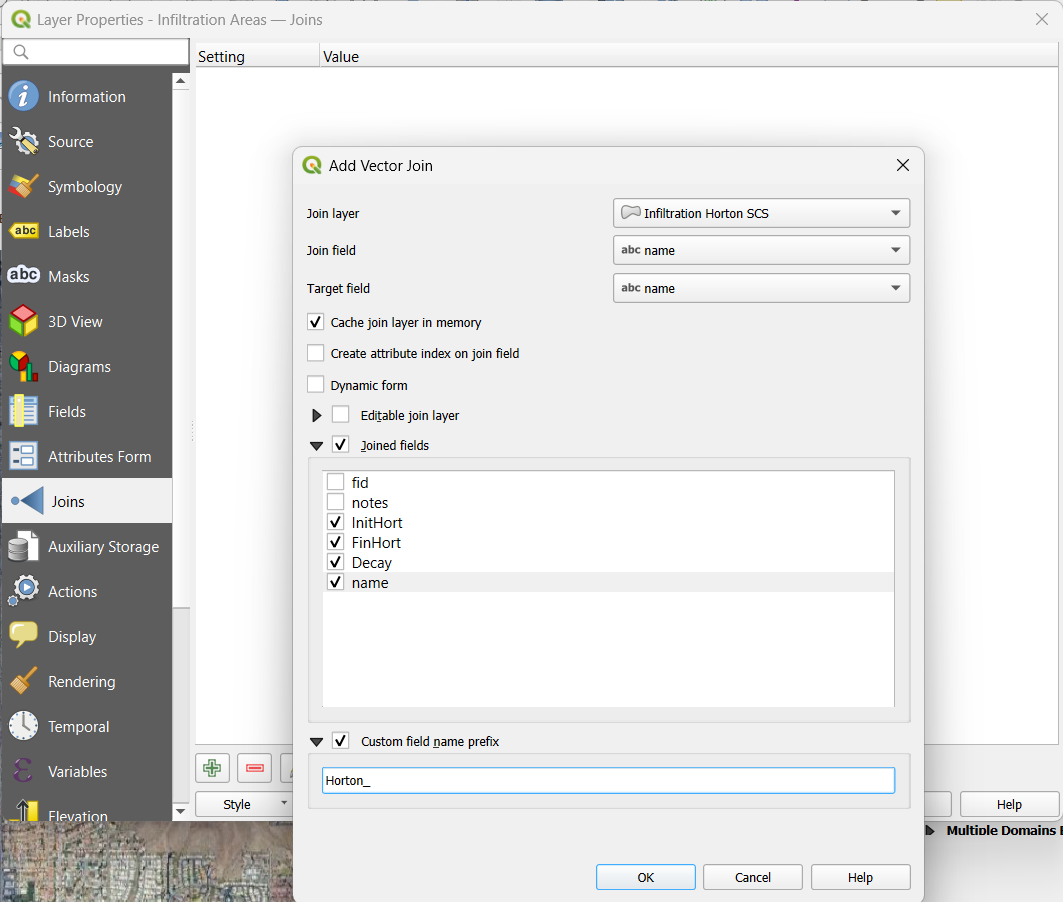 Layer Properties - Infiltration Areas — Joins
Setting
Value
Information
Source
Symbology
abc Labels
abc Masks
3D View
Diagrams
Fields
Attributes Form
Joins
Auxiliary Storage
Actions
Display
Rendering
Temporal
Variables
Elevation
Style
Help
Multiple Domains
Add Vector Join
Join layer
Infiltration Horton SCS
Join field
abc name
Target field
abc name
Cache join layer in memory
Create attribute index on join field
Dynamic form
Editable join layer
Joined fields
fid
notes
InitHort
FinHort
Decay
name
Custom field name prefix
Horton_
OK
Cancel
Help